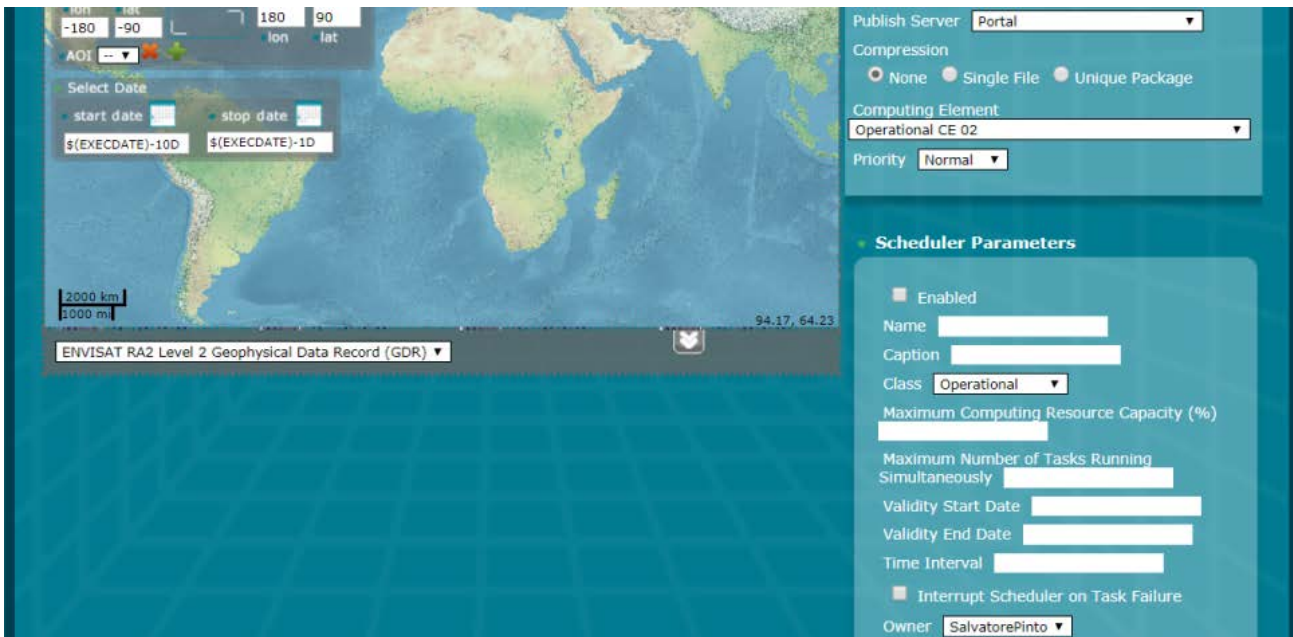 lon lat
-180 -90
180 90
lon lat
AOI --
Select Date
start date stop date
$(EXECDATE)-10D $(EXECDATE)-1D
2000 km
1000 mi
94.17, 64.23
ENVISAT RA2 Level 2 Geophysical Data Record (GDR)
Publish Server Portal
Compression
None Single File Unique Package
Computing Element
Operational CE 02
Priority Normal
Scheduler Parameters
Enabled
Name
Caption
Class Operational
Maximum Computing Resource Capacity (%)
Maximum Number of Tasks Running
Simultaneously
Validity Start Date
Validity End Date
Time Interval
Interrupt Scheduler on Task Failure
Owner SalvatorePinto